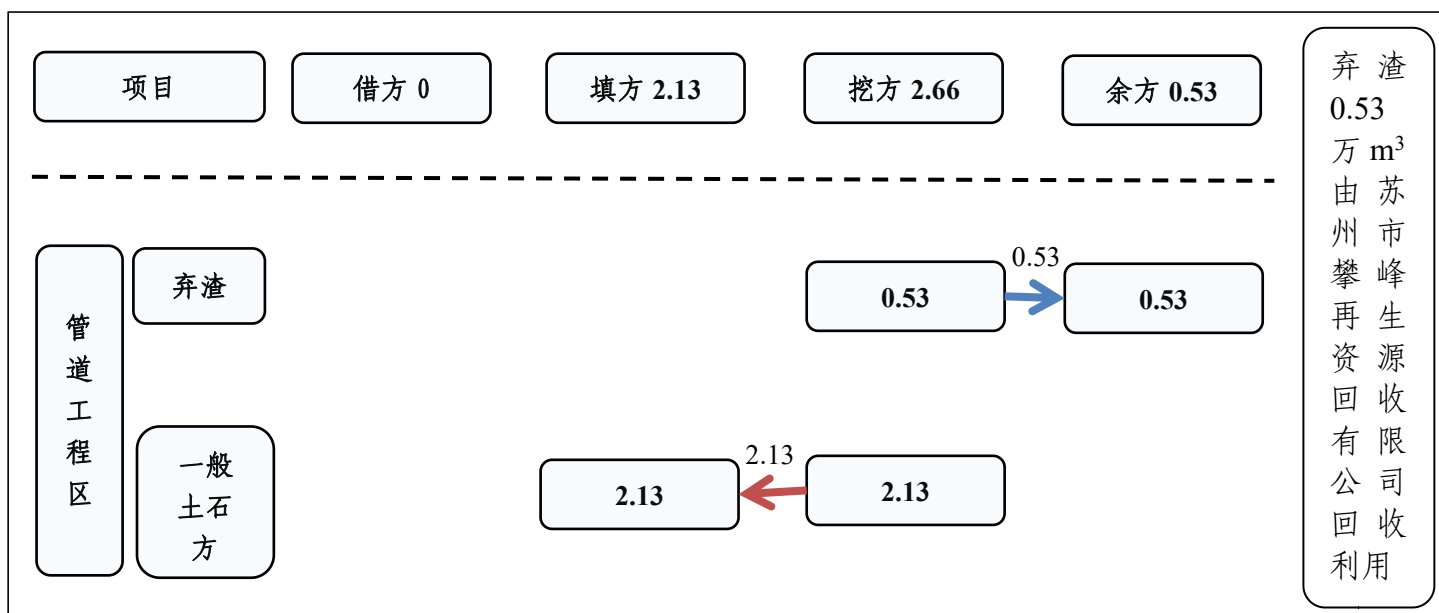 项目
借方 0
填方 2.13
挖方 2.66
余方 0.53
管
道
工
程
区
弃渣
0.53
0.53
0.53
一般
土石
方
2.13
2.13
2.13
弃 渣
0.53
万 m³
由 苏
州 市
攀 峰
再 生
资 源
回 收
有 限
公 司
回 收
利用